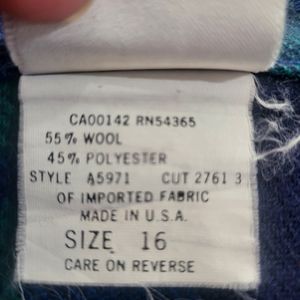 CA00142 RN54365
55% WOOL
45% POLYESTER
STYLE A5971 CUT 2761 3
OF IMPORTED FABRIC
MADE IN U.S.A.
SIZE 16
CARE ON REVERSE